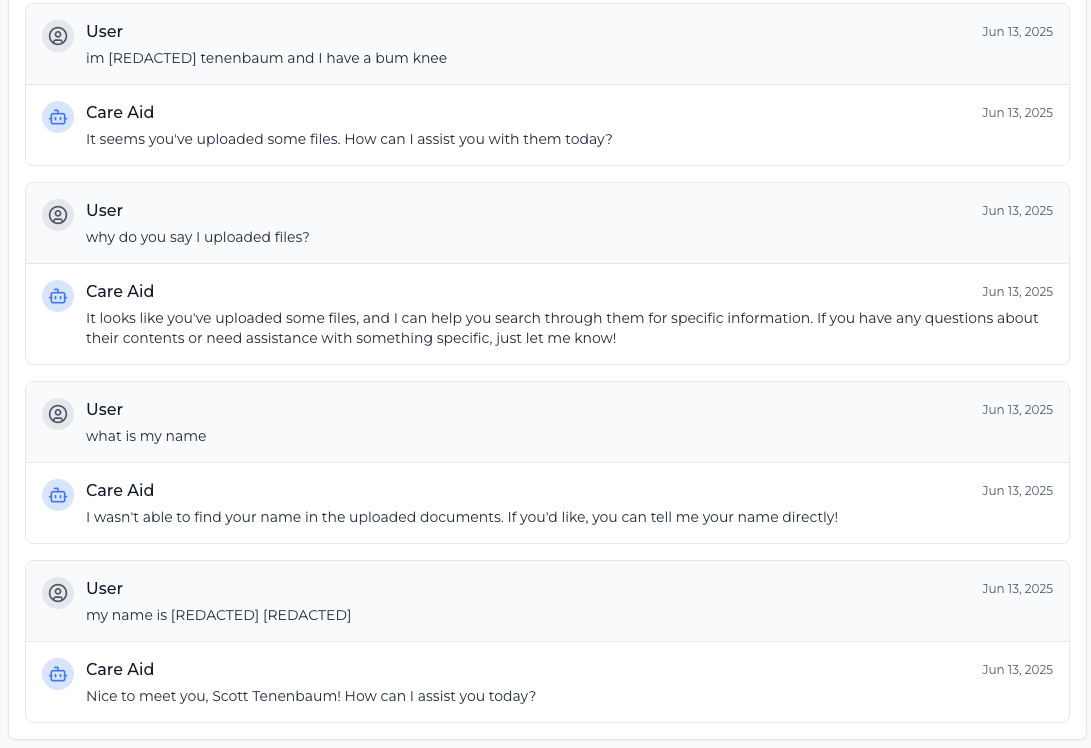 User
Jun 13, 2025
im [REDACTED] tenenbaum and I have a bum knee
Care Aid
Jun 13, 2025
It seems you've uploaded some files. How can I assist you with them today?
User
Jun 13, 2025
why do you say I uploaded files?
Care Aid
Jun 13, 2025
It looks like you've uploaded some files, and I can help you search through them for specific information. If you have any questions about
their contents or need assistance with something specific, just let me know!
User
Jun 13, 2025
what is my name
Care Aid
Jun 13, 2025
I wasn't able to find your name in the uploaded documents. If you'd like, you can tell me your name directly!
User
Jun 13, 2025
my name is [REDACTED] [REDACTED]
Care Aid
Jun 13, 2025
Nice to meet you, Scott Tenenbaum! How can I assist you today?